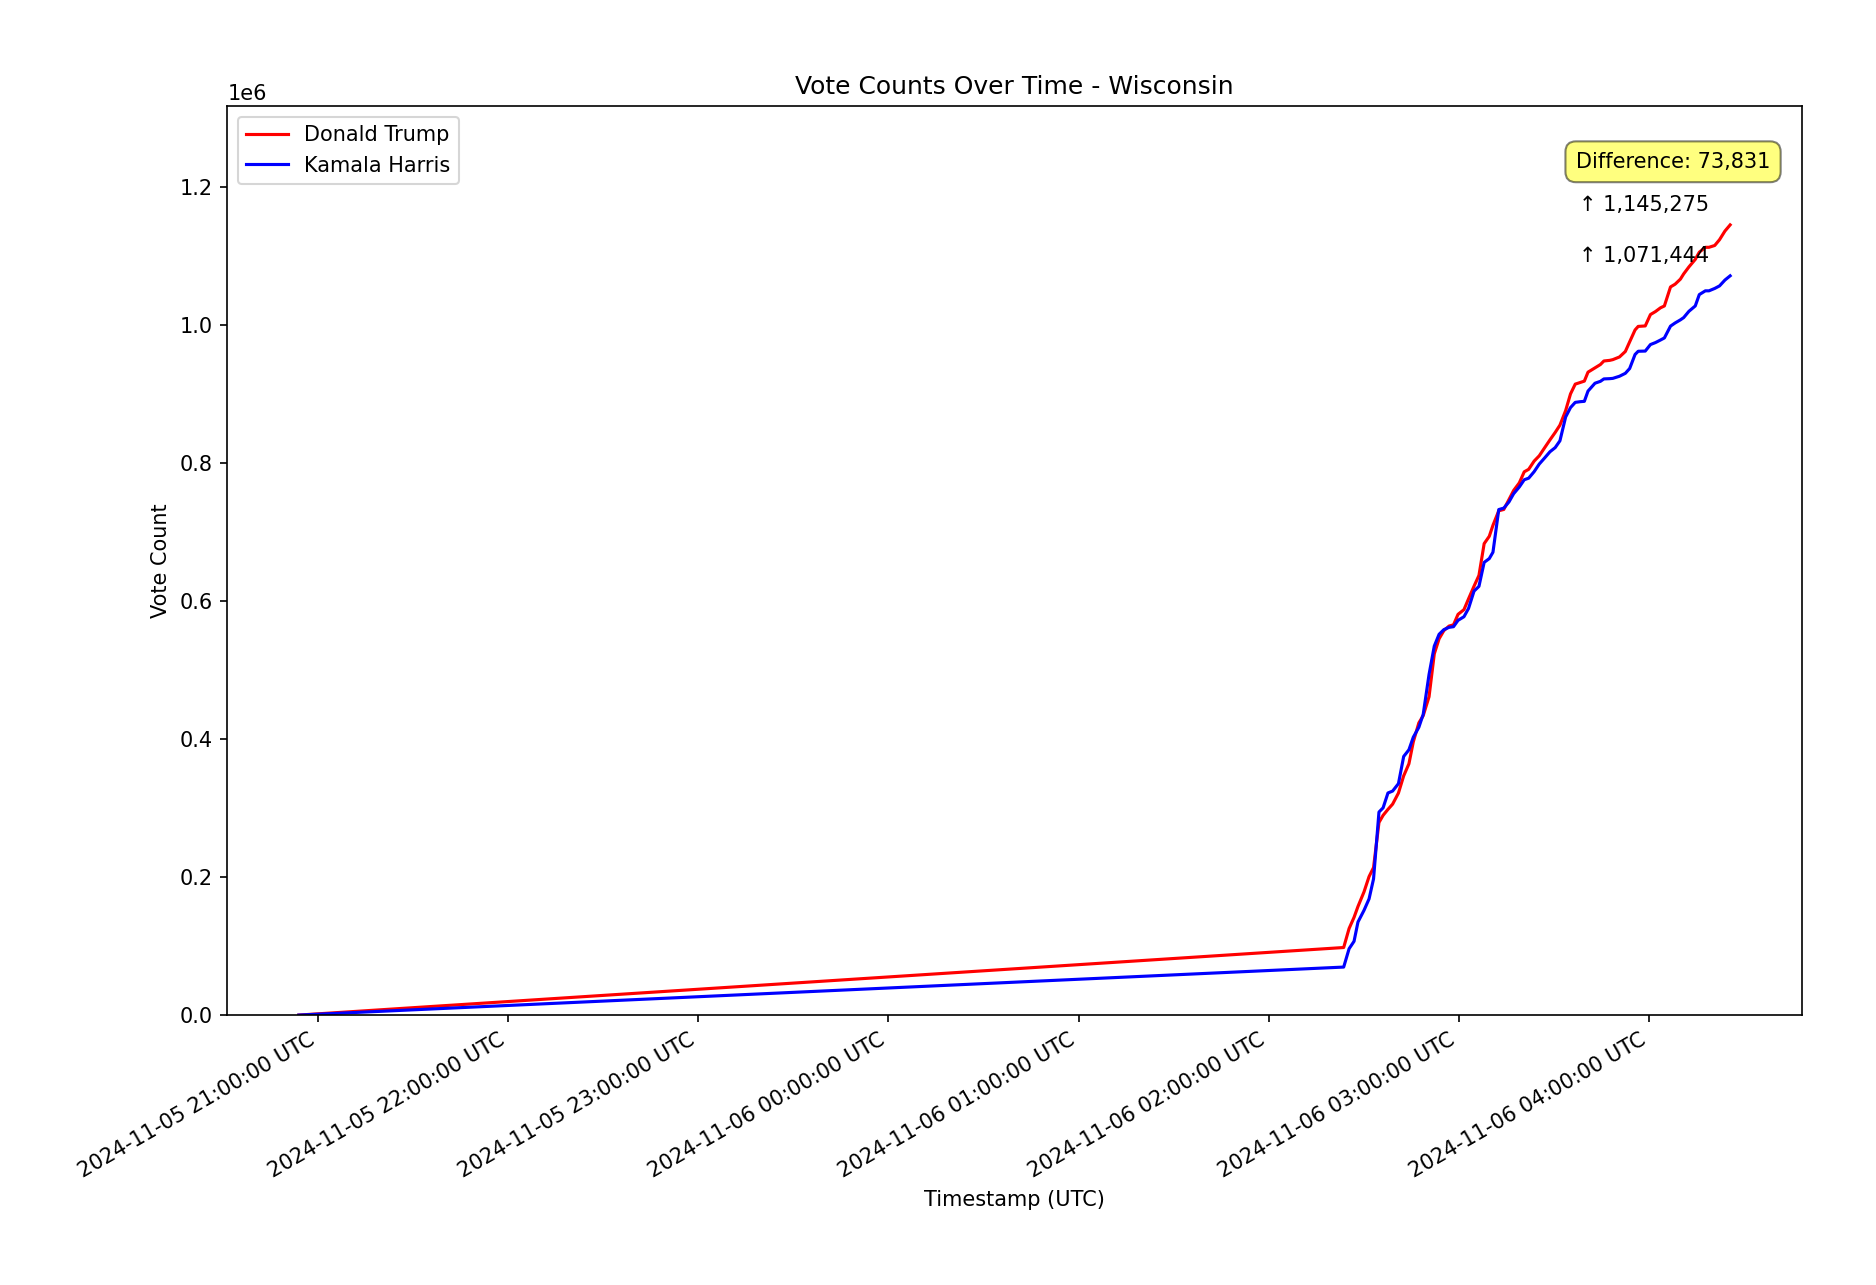 Vote Counts Over Time - Wisconsin
1e6
Donald Trump
Kamala Harris
Difference: 73,831
↑ 1,145,275
↑ 1,071,444
Vote Count
1.2
1.0
0.8
0.6
0.4
0.2
0.0
2024-11-05 21:00:00 UTC
2024-11-05 22:00:00 UTC
2024-11-05 23:00:00 UTC
2024-11-06 00:00:00 UTC
2024-11-06 01:00:00 UTC
2024-11-06 02:00:00 UTC
2024-11-06 03:00:00 UTC
2024-11-06 04:00:00 UTC
Timestamp (UTC)